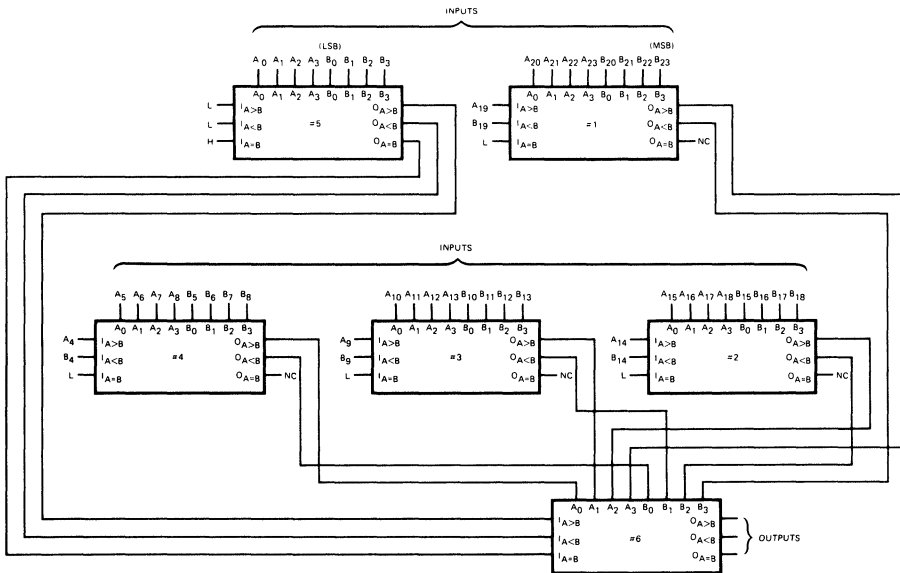 INPUTS
(LSB) (MSB)
A0 A1 A2 A3 B0 B1 B2 B3 A20 A21 A22 A23 B20 B21 B22 B23
A0 A1 A2 A3 B0 B1 B2 B3 A0 A1 A2 A3 B0 B1 B2 B3
L IA>B OA>B A19 IA>B OA>B
L IA<B #5 OA<B B19 IA<B #1 OA<B
H IA=B OA=B L IA=B OA=B NC
INPUTS
A5 A6 A7 A8 B5 B6 B7 B8 A10 A11 A12 A13 B10 B11 B12 B13 A15 A16 A17 A18 B15 B16 B17 B18
A0 A1 A2 A3 B0 B1 B2 B3 A0 A1 A2 A3 B0 B1 B2 B3 A0 A1 A2 A3 B0 B1 B2 B3
A4 IA>B OA>B A9 IA>B OA>B A14 IA>B OA>B
B4 IA<B #4 OA<B B9 IA<B #3 OA<B B14 IA<B #2 OA<B
L IA=B OA=B NC L IA=B OA=B NC L IA=B OA=B NC
A0 A1 A2 A3 B0 B1 B2 B3
IA>B OA>B
IA<B #6 OA<B OUTPUTS
IA=B OA=B